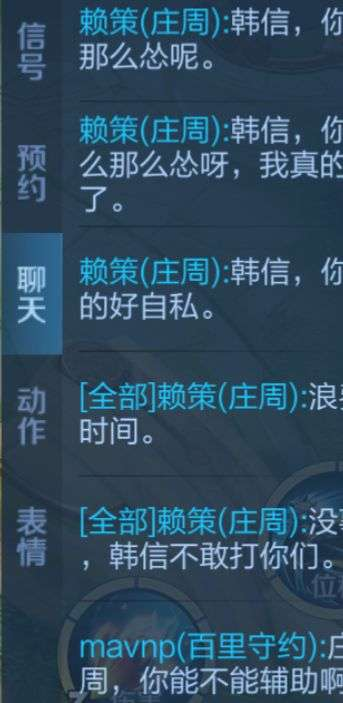 信号
预约
聊天
动作
表情
赖策(庄周):韩信，你
那么怂呢。
赖策(庄周):韩信，你
么那么怂呀，我真的
了。
赖策(庄周):韩信，你
的好自私。
[全部]赖策(庄周):浪
时间。
[全部]赖策(庄周):没
，韩信不敢打你们。
mavnp(百里守约):庄
周，你能不能辅助啊